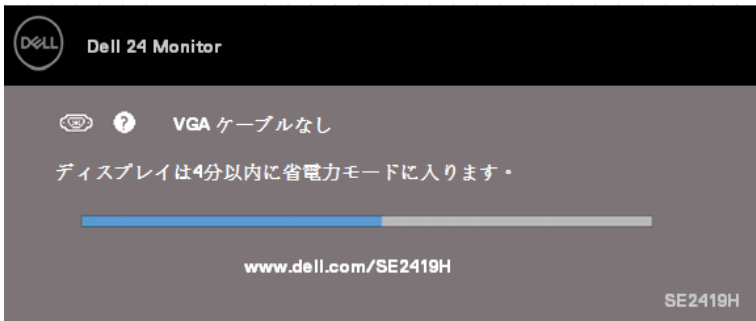 DELL
Dell 24 Monitor
? VGA ケーブルなし
ディスプレイは4分以内に省電力モードに入ります。
www.dell.com/SE2419H
SE2419H